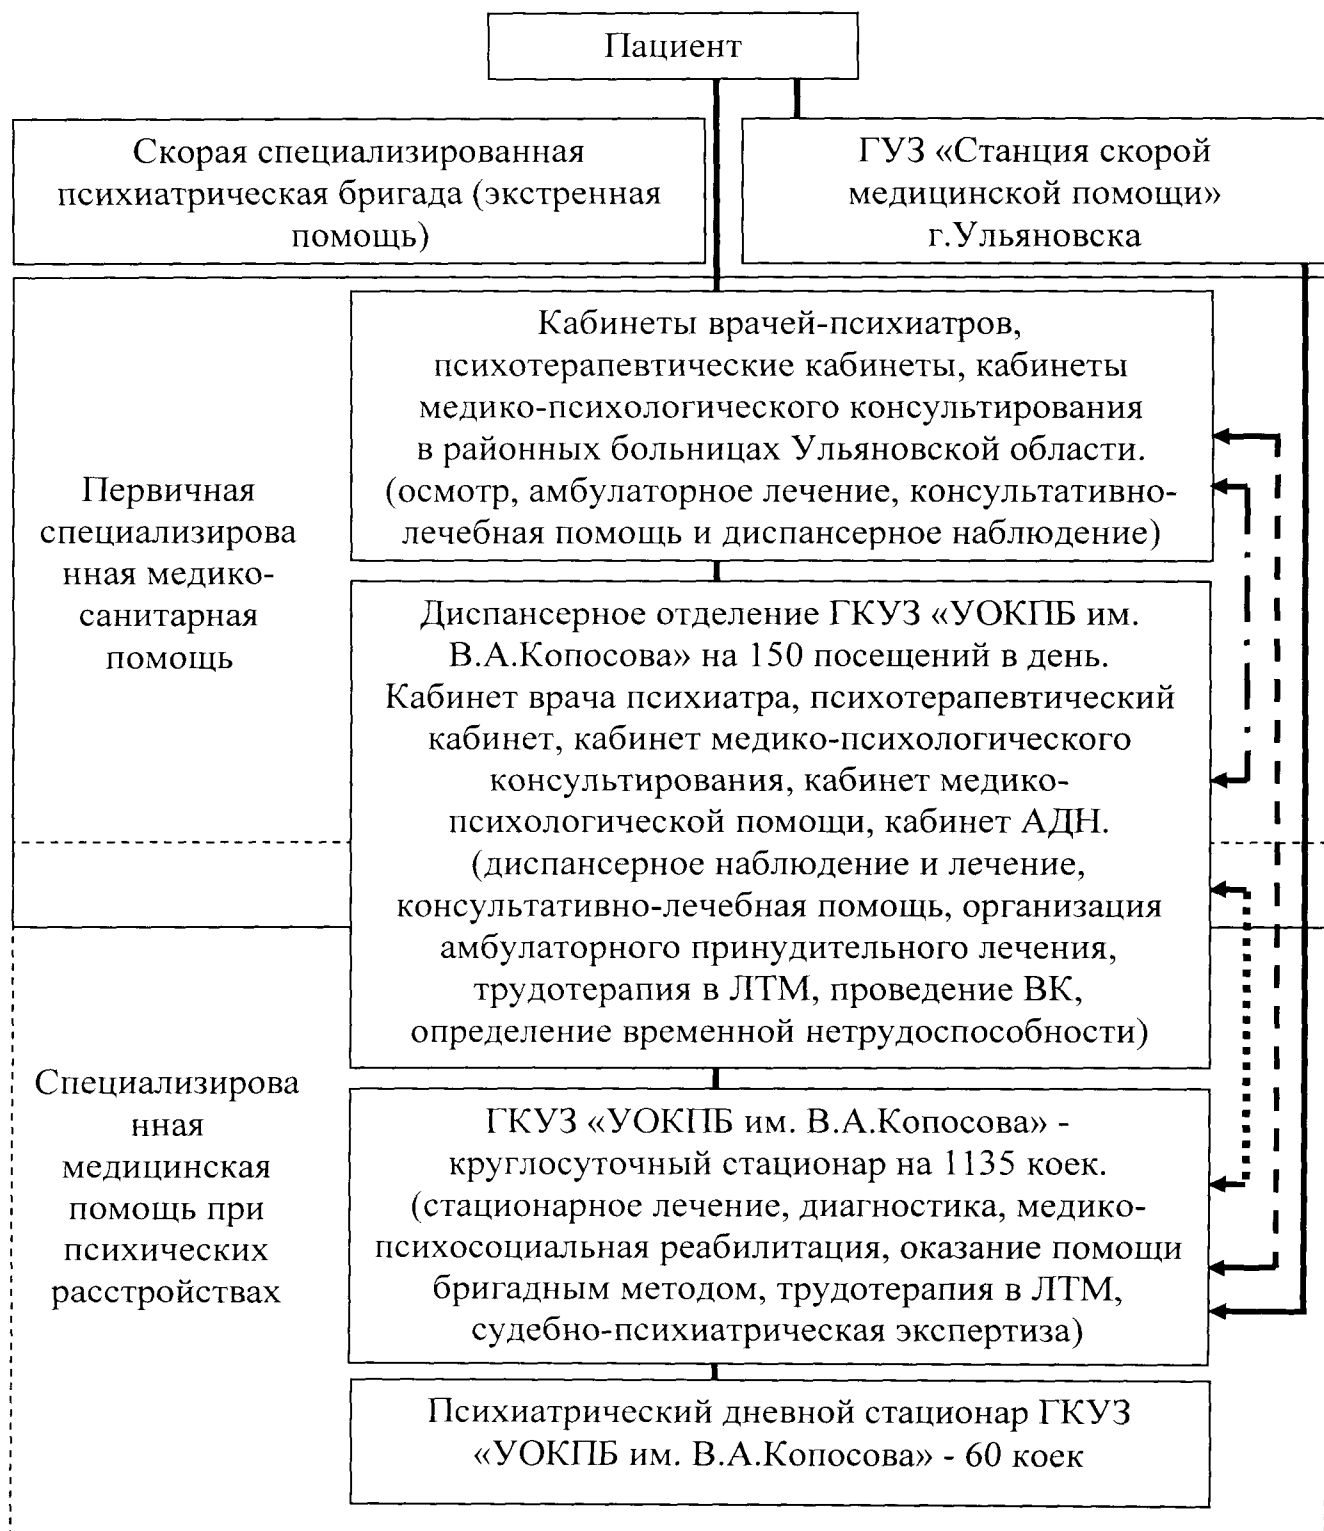 Пациент
Скорая специализированная
психиатрическая бригада (экстренная
помощь)
ГУЗ «Станция скорой
медицинской помощи»
г.Ульяновска
Кабинеты врачей-психиатров,
психотерапевтические кабинеты, кабинеты
медико-психологического консультирования
в районных больницах Ульяновской области.
(осмотр, амбулаторное лечение, консультативно-
лечебная помощь и диспансерное наблюдение)
Первичная
специализирова
нная медико-
санитарная
помощь
Диспансерное отделение ГКУЗ «УОКПБ им.
В.А.Копосова» на 150 посещений в день.
Кабинет врача психиатра, психотерапевтический
кабинет, кабинет медико-психологического
консультирования, кабинет медико-
психологической помощи, кабинет АДН.
(диспансерное наблюдение и лечение,
консультативно-лечебная помощь, организация
амбулаторного принудительного лечения,
трудотерапия в ЛТМ, проведение ВК,
определение временной нетрудоспособности)
Специализирова
нная
медицинская
помощь при
психических
расстройствах
ГКУЗ «УОКПБ им. В.А.Копосова» -
круглосуточный стационар на 1135 коек.
(стационарное лечение, диагностика, медико-
психосоциальная реабилитация, оказание помощи
бригадным методом, трудотерапия в ЛТМ,
судебно-психиатрическая экспертиза)
Психиатрический дневной стационар ГКУЗ
«УОКПБ им. В.А.Копосова» - 60 коек